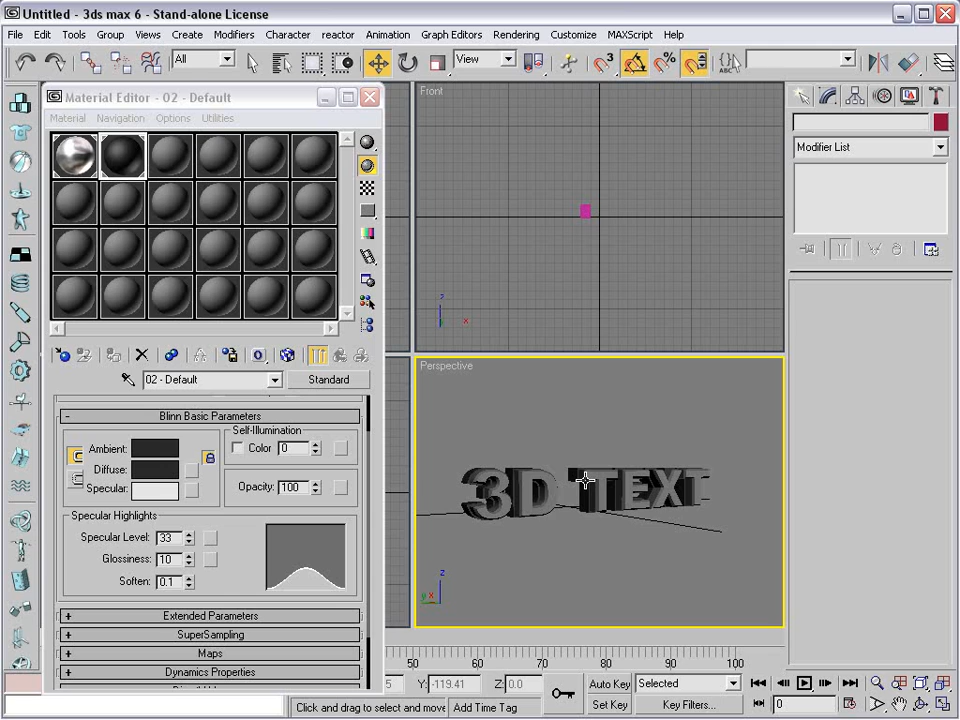 Untitled - 3ds max 6 - Stand-alone License
File Edit Tools Group Views Create Modifiers Character reactor Animation Graph Editors Rendering Customize MAXScript Help
All View
Material Editor - 02 - Default
Material Navigation Options Utilities
Front
z
x
Modifier List
02 - Default Standard
Blinn Basic Parameters
Self-Illumination
Ambient: Color 0
Diffuse:
Specular: Opacity: 100
Specular Highlights
Specular Level: 33
Glossiness: 10
Soften: 0.1
Extended Parameters
SuperSampling
Maps
Dynamics Properties
Perspective
3D TEXT
z
y x
50 60 70 80 90 100
5 Y: -119.41 Z: 0.0 Auto Key Selected
Set Key Key Filters... 0
Click and drag to select and move Add Time Tag